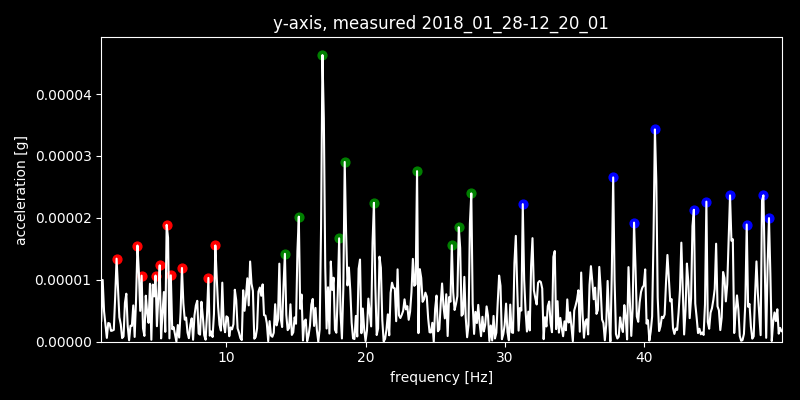 y-axis, measured 2018_01_28-12_20_01
acceleration [g]
0.00004
0.00003
0.00002
0.00001
0.00000
10 20 30 40
frequency [Hz]